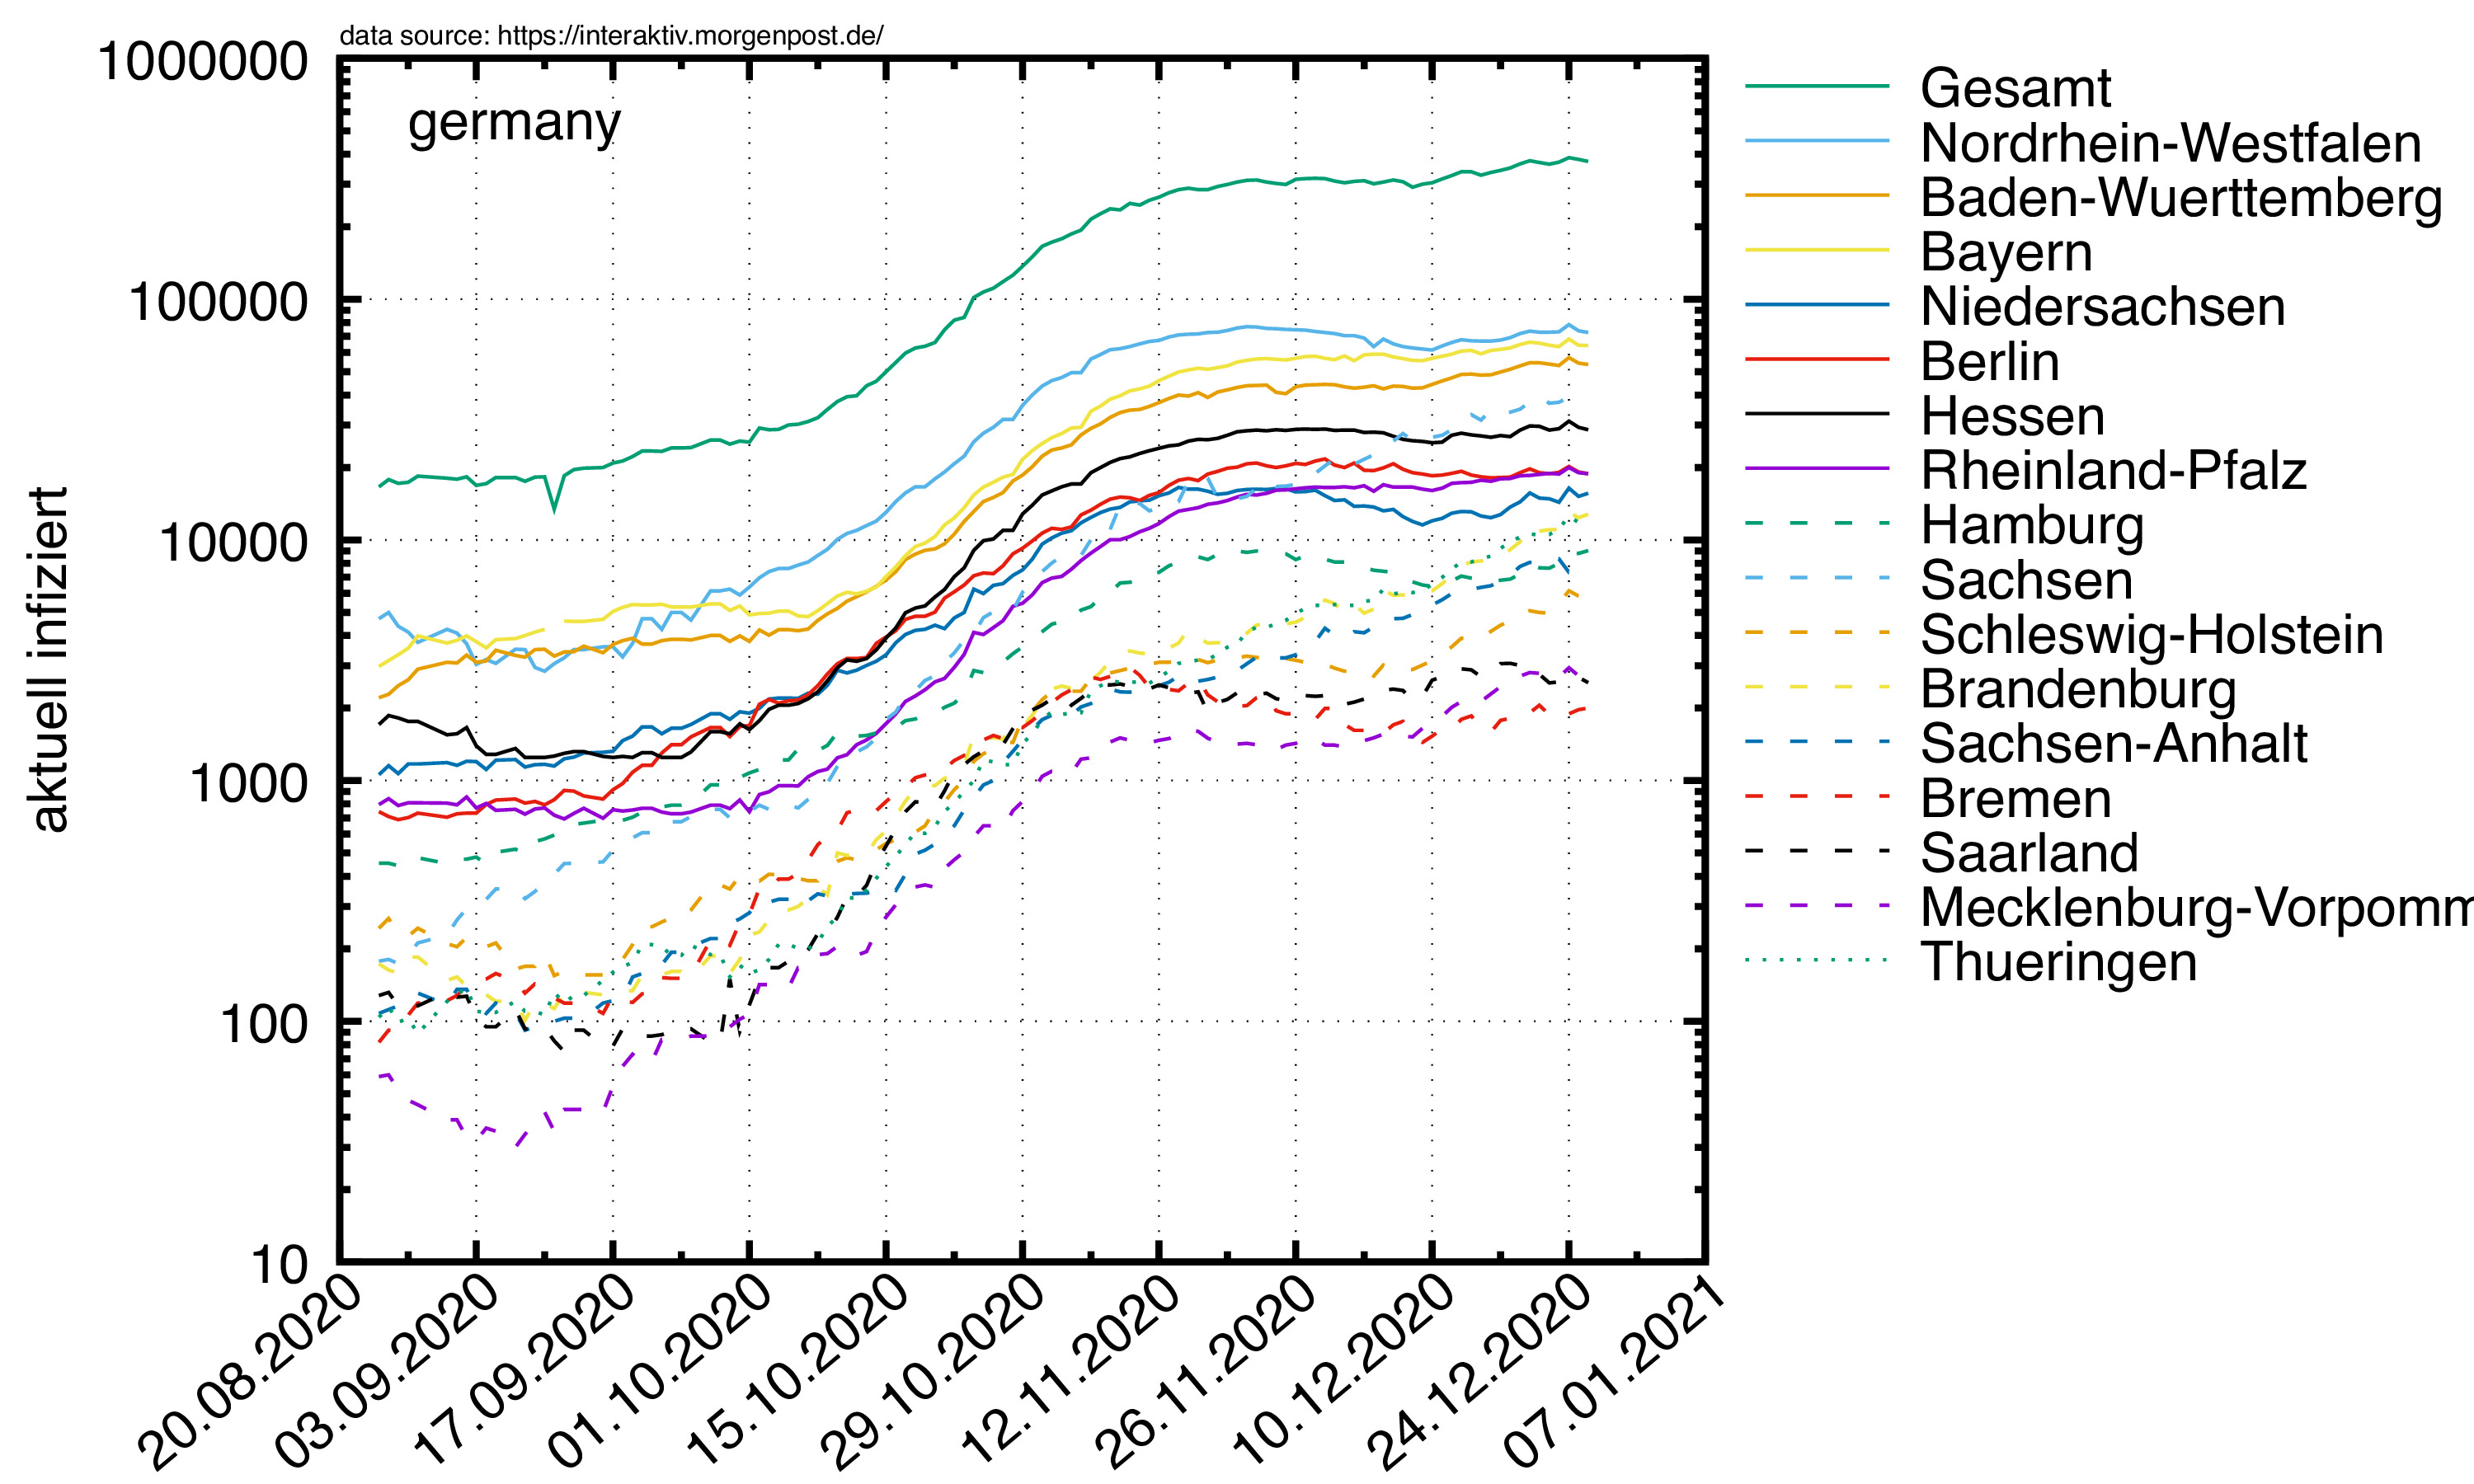 data source: https://interaktiv.morgenpost.de/
germany
aktuell infiziert
1000000
100000
10000
1000
100
10
20.08.2020
03.09.2020
17.09.2020
01.10.2020
15.10.2020
29.10.2020
12.11.2020
26.11.2020
10.12.2020
24.12.2020
07.01.2021
Gesamt
Nordrhein-Westfalen
Baden-Wuerttemberg
Bayern
Niedersachsen
Berlin
Hessen
Rheinland-Pfalz
Hamburg
Sachsen
Schleswig-Holstein
Brandenburg
Sachsen-Anhalt
Bremen
Saarland
Mecklenburg-Vorpomm
Thueringen